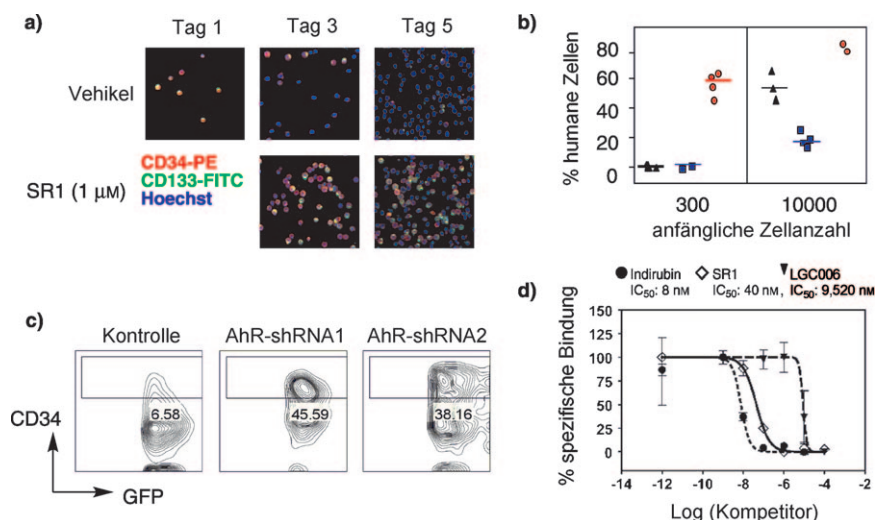 a)
Tag 1
Tag 3
Tag 5
Vehikel
CD34-PE
CD133-FITC
Hoechst
SR1 (1 μM)
b)
% humane Zellen
80
60
40
20
0
300
10000
anfängliche Zellanzahl
c)
Kontrolle
AhR-shRNA1
AhR-shRNA2
6.58
45.59
38.16
CD34
GFP
d)
Indirubin
IC50: 8 nM
SR1
IC50: 40 nM,
LGC006
IC50: 9,520 nM
% spezifische Bindung
150
125
100
75
50
25
0
-14
-12
-10
-8
-6
-4
-2
Log (Kompetitor)